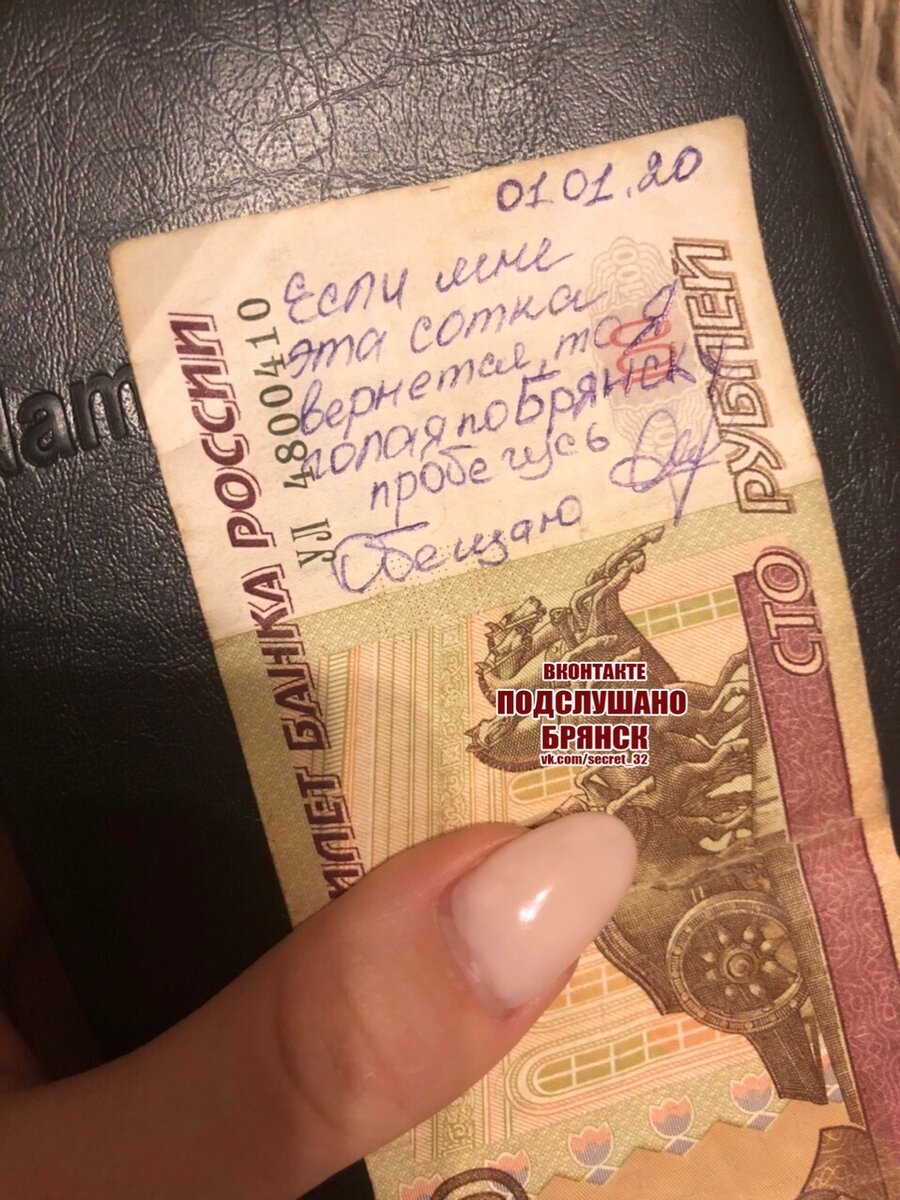 01.01.20
Если мне
эта сотка
вернется, то я
голая по Брянску
пробегусь
Обещаю
БИЛЕТ БАНКА РОССИИ
УЛ 4800410
100
РУБЛЕЙ
СТО
ВКОНТАКТЕ
ПОДСЛУШАНО
БРЯНСК
vk.com/secret_32